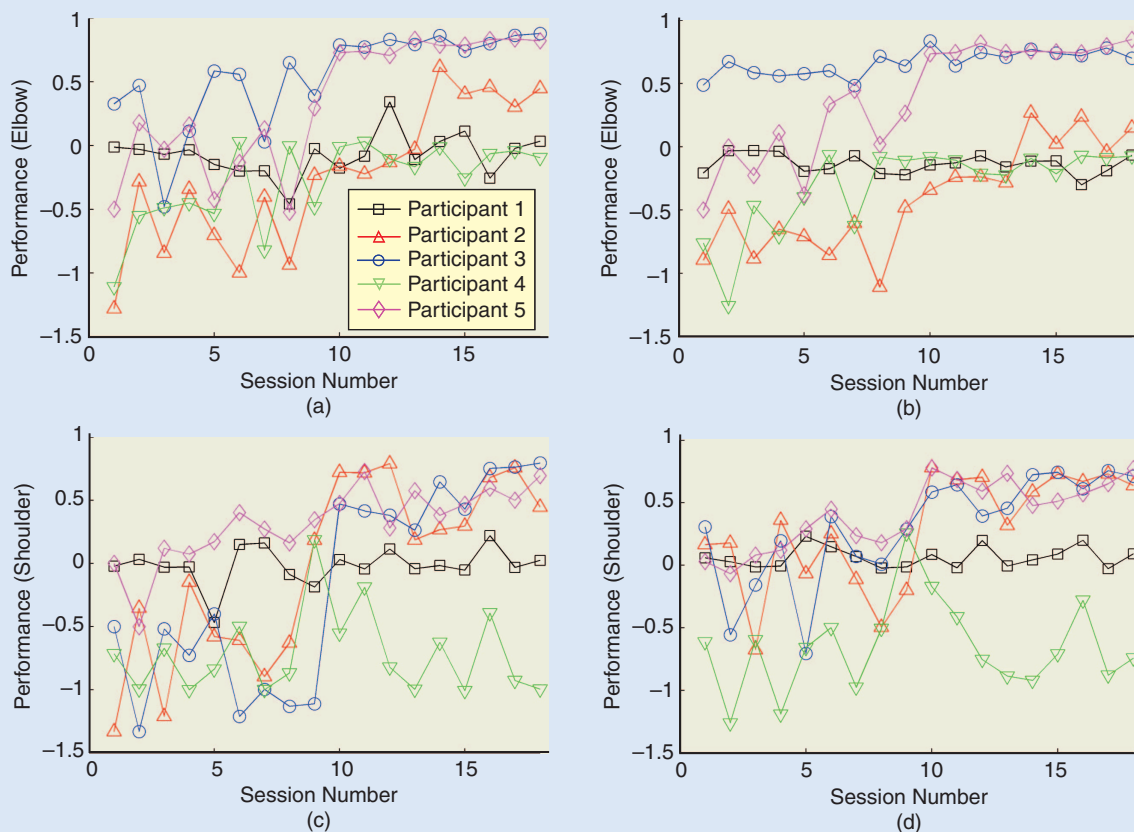 1
0.5
0
−0.5
−1
−1.5
Performance (Elbow)
Participant 1
Participant 2
Participant 3
Participant 4
Participant 5
0 5 10 15
Session Number
(a)
1
0.5
0
−0.5
−1
−1.5
Performance (Elbow)
0 5 10 15
Session Number
(b)
1
0.5
0
−0.5
−1
−1.5
Performance (Shoulder)
0 5 10 15
Session Number
(c)
1
0.5
0
−0.5
−1
−1.5
Performance (Shoulder)
0 5 10 15
Session Number
(d)